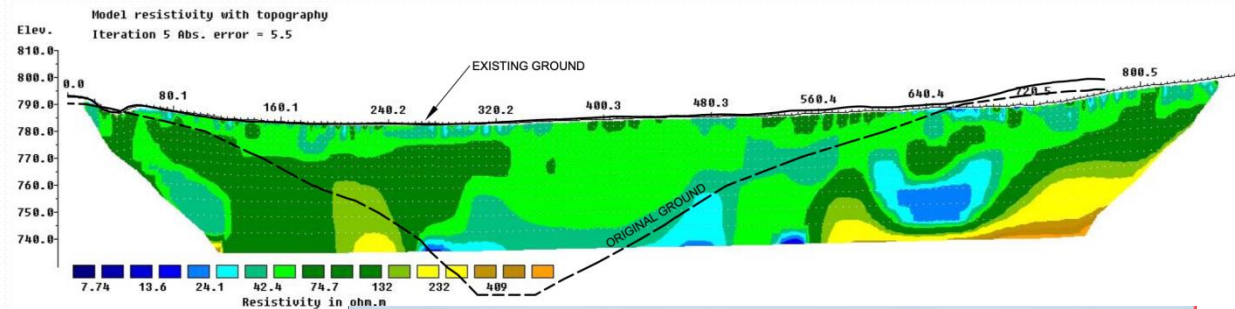 Model resistivity with topography
Elev.
Iteration 5 Abs. error = 5.5
810.0
800.0
790.0
780.0
770.0
760.0
750.0
740.0
0.0
80.1
160.1
240.2
320.2
400.3
480.3
560.4
640.4
720.5
800.5
EXISTING GROUND
ORIGINAL GROUND
7.74 13.6 24.1 42.4 74.7 132 232 409
Resistivity in ohm.m